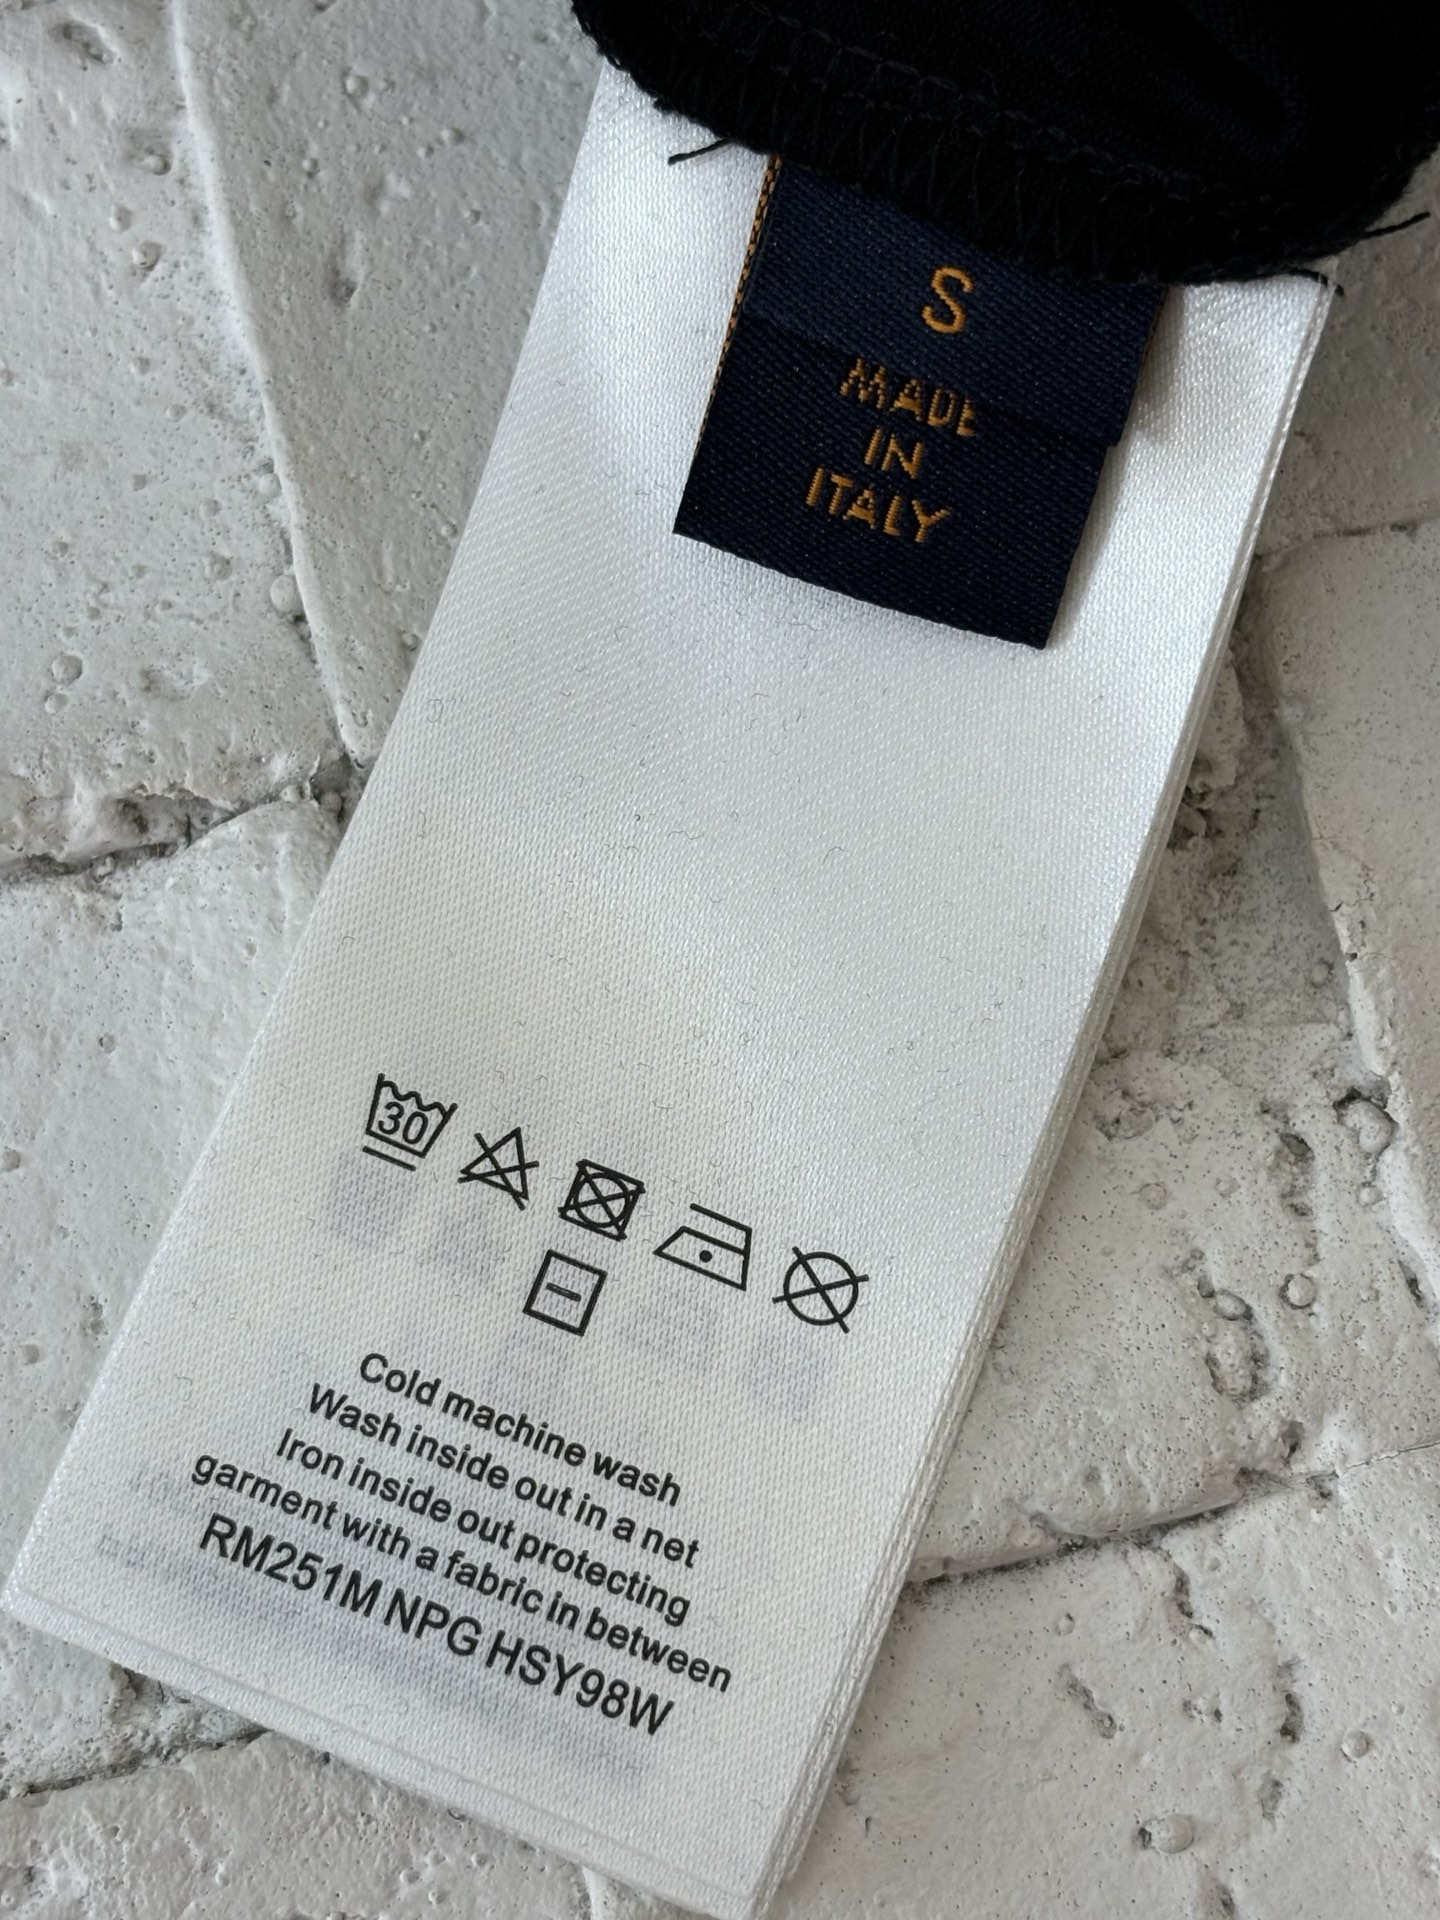 S
MADE
IN
ITALY
30
Cold machine wash
Wash inside out in a net
Iron inside out protecting
garment with a fabric in between
RM251M NPG HSY98W